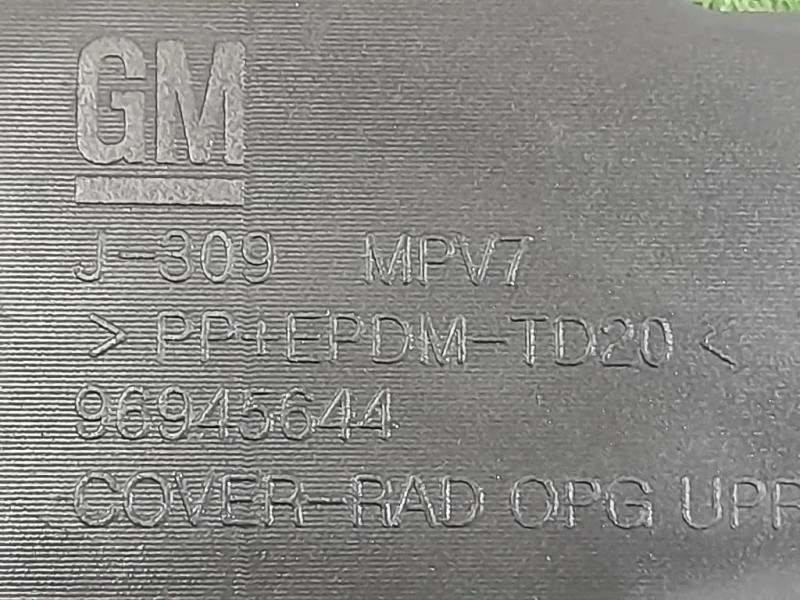 GM
J-309 MPV7
> PP+EPDM-TD20 <
96945644
COVER-RAD OPG UPR